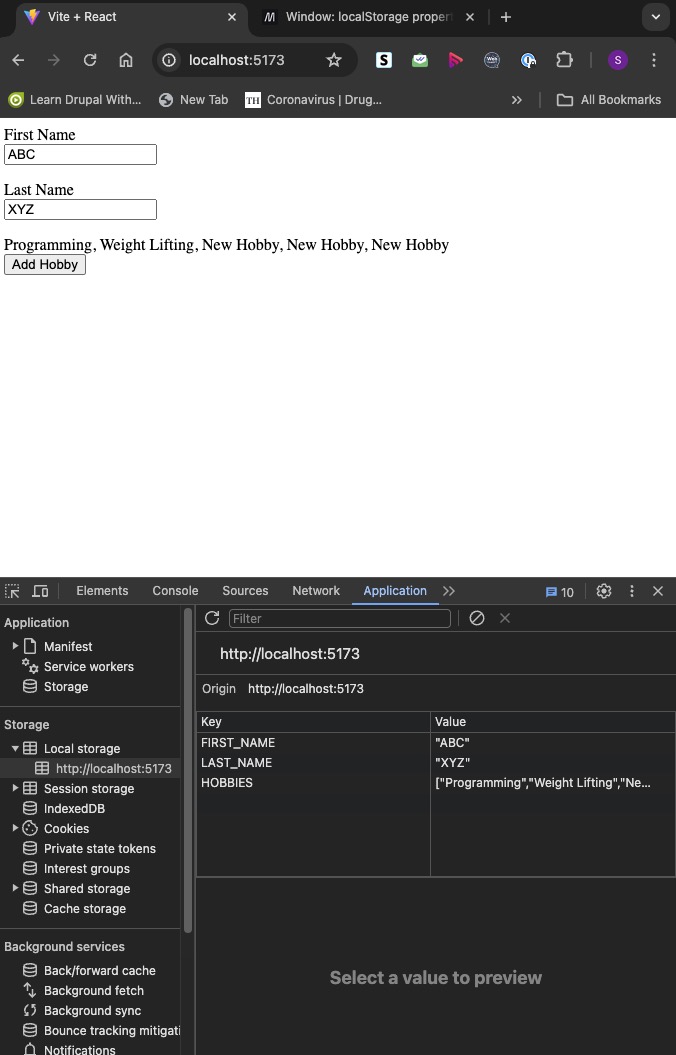 Vite + React
Window: localStorage propert
localhost:5173
S
S
Learn Drupal With...
New Tab
TH Coronavirus | Drug...
All Bookmarks
First Name
ABC
Last Name
XYZ
Programming, Weight Lifting, New Hobby, New Hobby, New Hobby
Add Hobby
Elements Console Sources Network Application 10
Application
Manifest
Service workers
Storage
Storage
Local storage
http://localhost:5173
Session storage
IndexedDB
Cookies
Private state tokens
Interest groups
Shared storage
Cache storage
Background services
Back/forward cache
Background fetch
Background sync
Bounce tracking mitigati
Notifications
Filter
http://localhost:5173
Origin http://localhost:5173
Key Value
FIRST_NAME "ABC"
LAST_NAME "XYZ"
HOBBIES ["Programming","Weight Lifting","Ne...
Select a value to preview